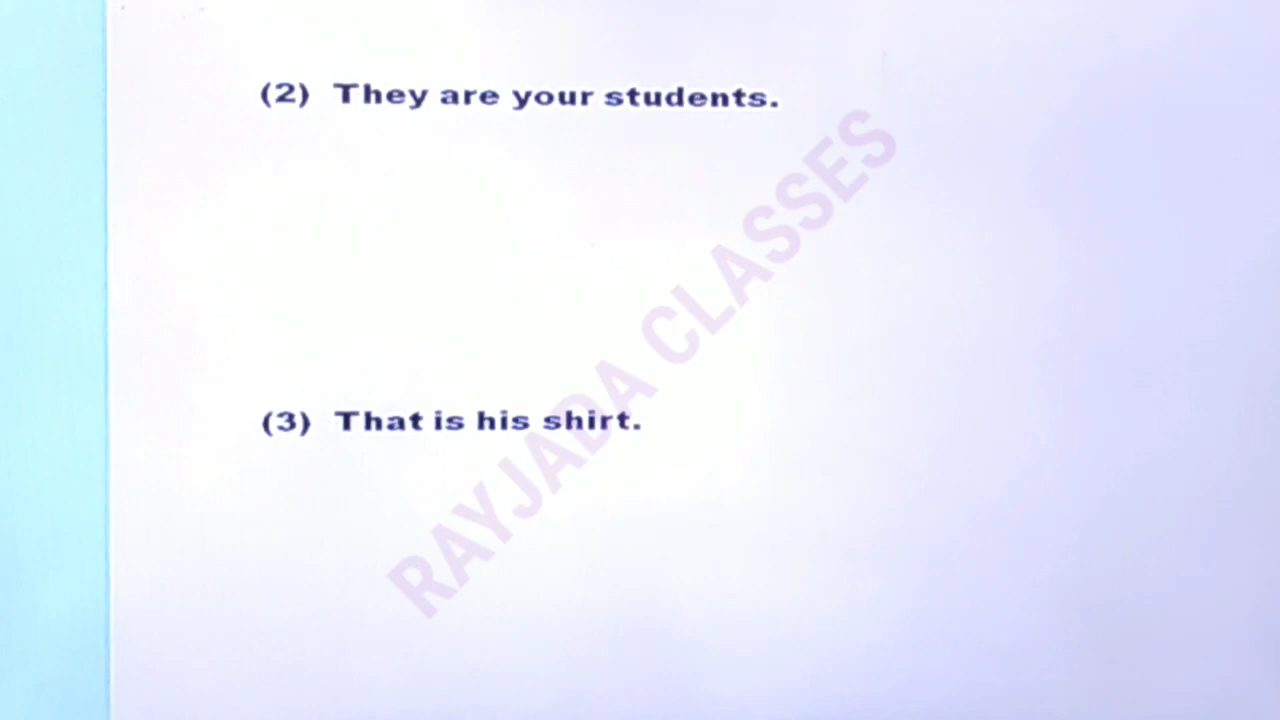 (2) They are your students.
RAYJADA CLASSES
(3) That is his shirt.